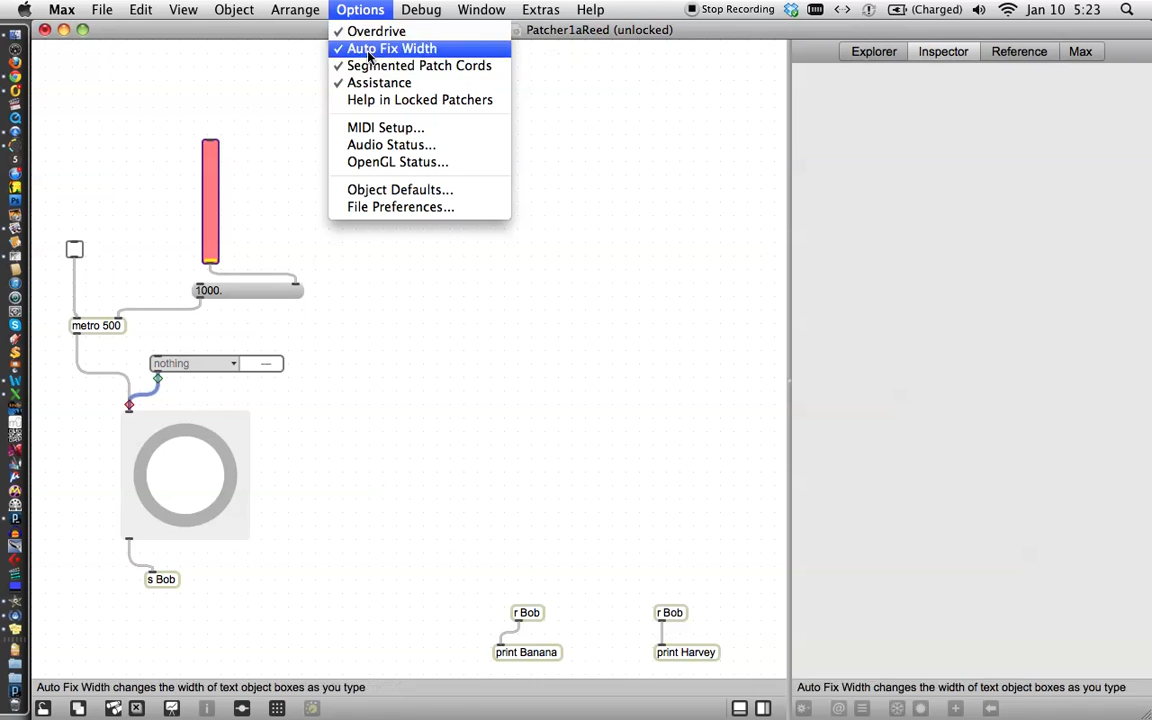 Max File Edit View Object Arrange Options Debug Window Extras Help Stop Recording (Charged) Jan 10 5:23
Patcher1aReed (unlocked)
✓ Overdrive
✓ Auto Fix Width
✓ Segmented Patch Cords
✓ Assistance
Help in Locked Patchers
MIDI Setup...
Audio Status...
OpenGL Status...
Object Defaults...
File Preferences...
Explorer Inspector Reference Max
1000.
metro 500
nothing —
s Bob
r Bob r Bob
print Banana print Harvey
Auto Fix Width changes the width of text object boxes as you type
Auto Fix Width changes the width of text object boxes as you type